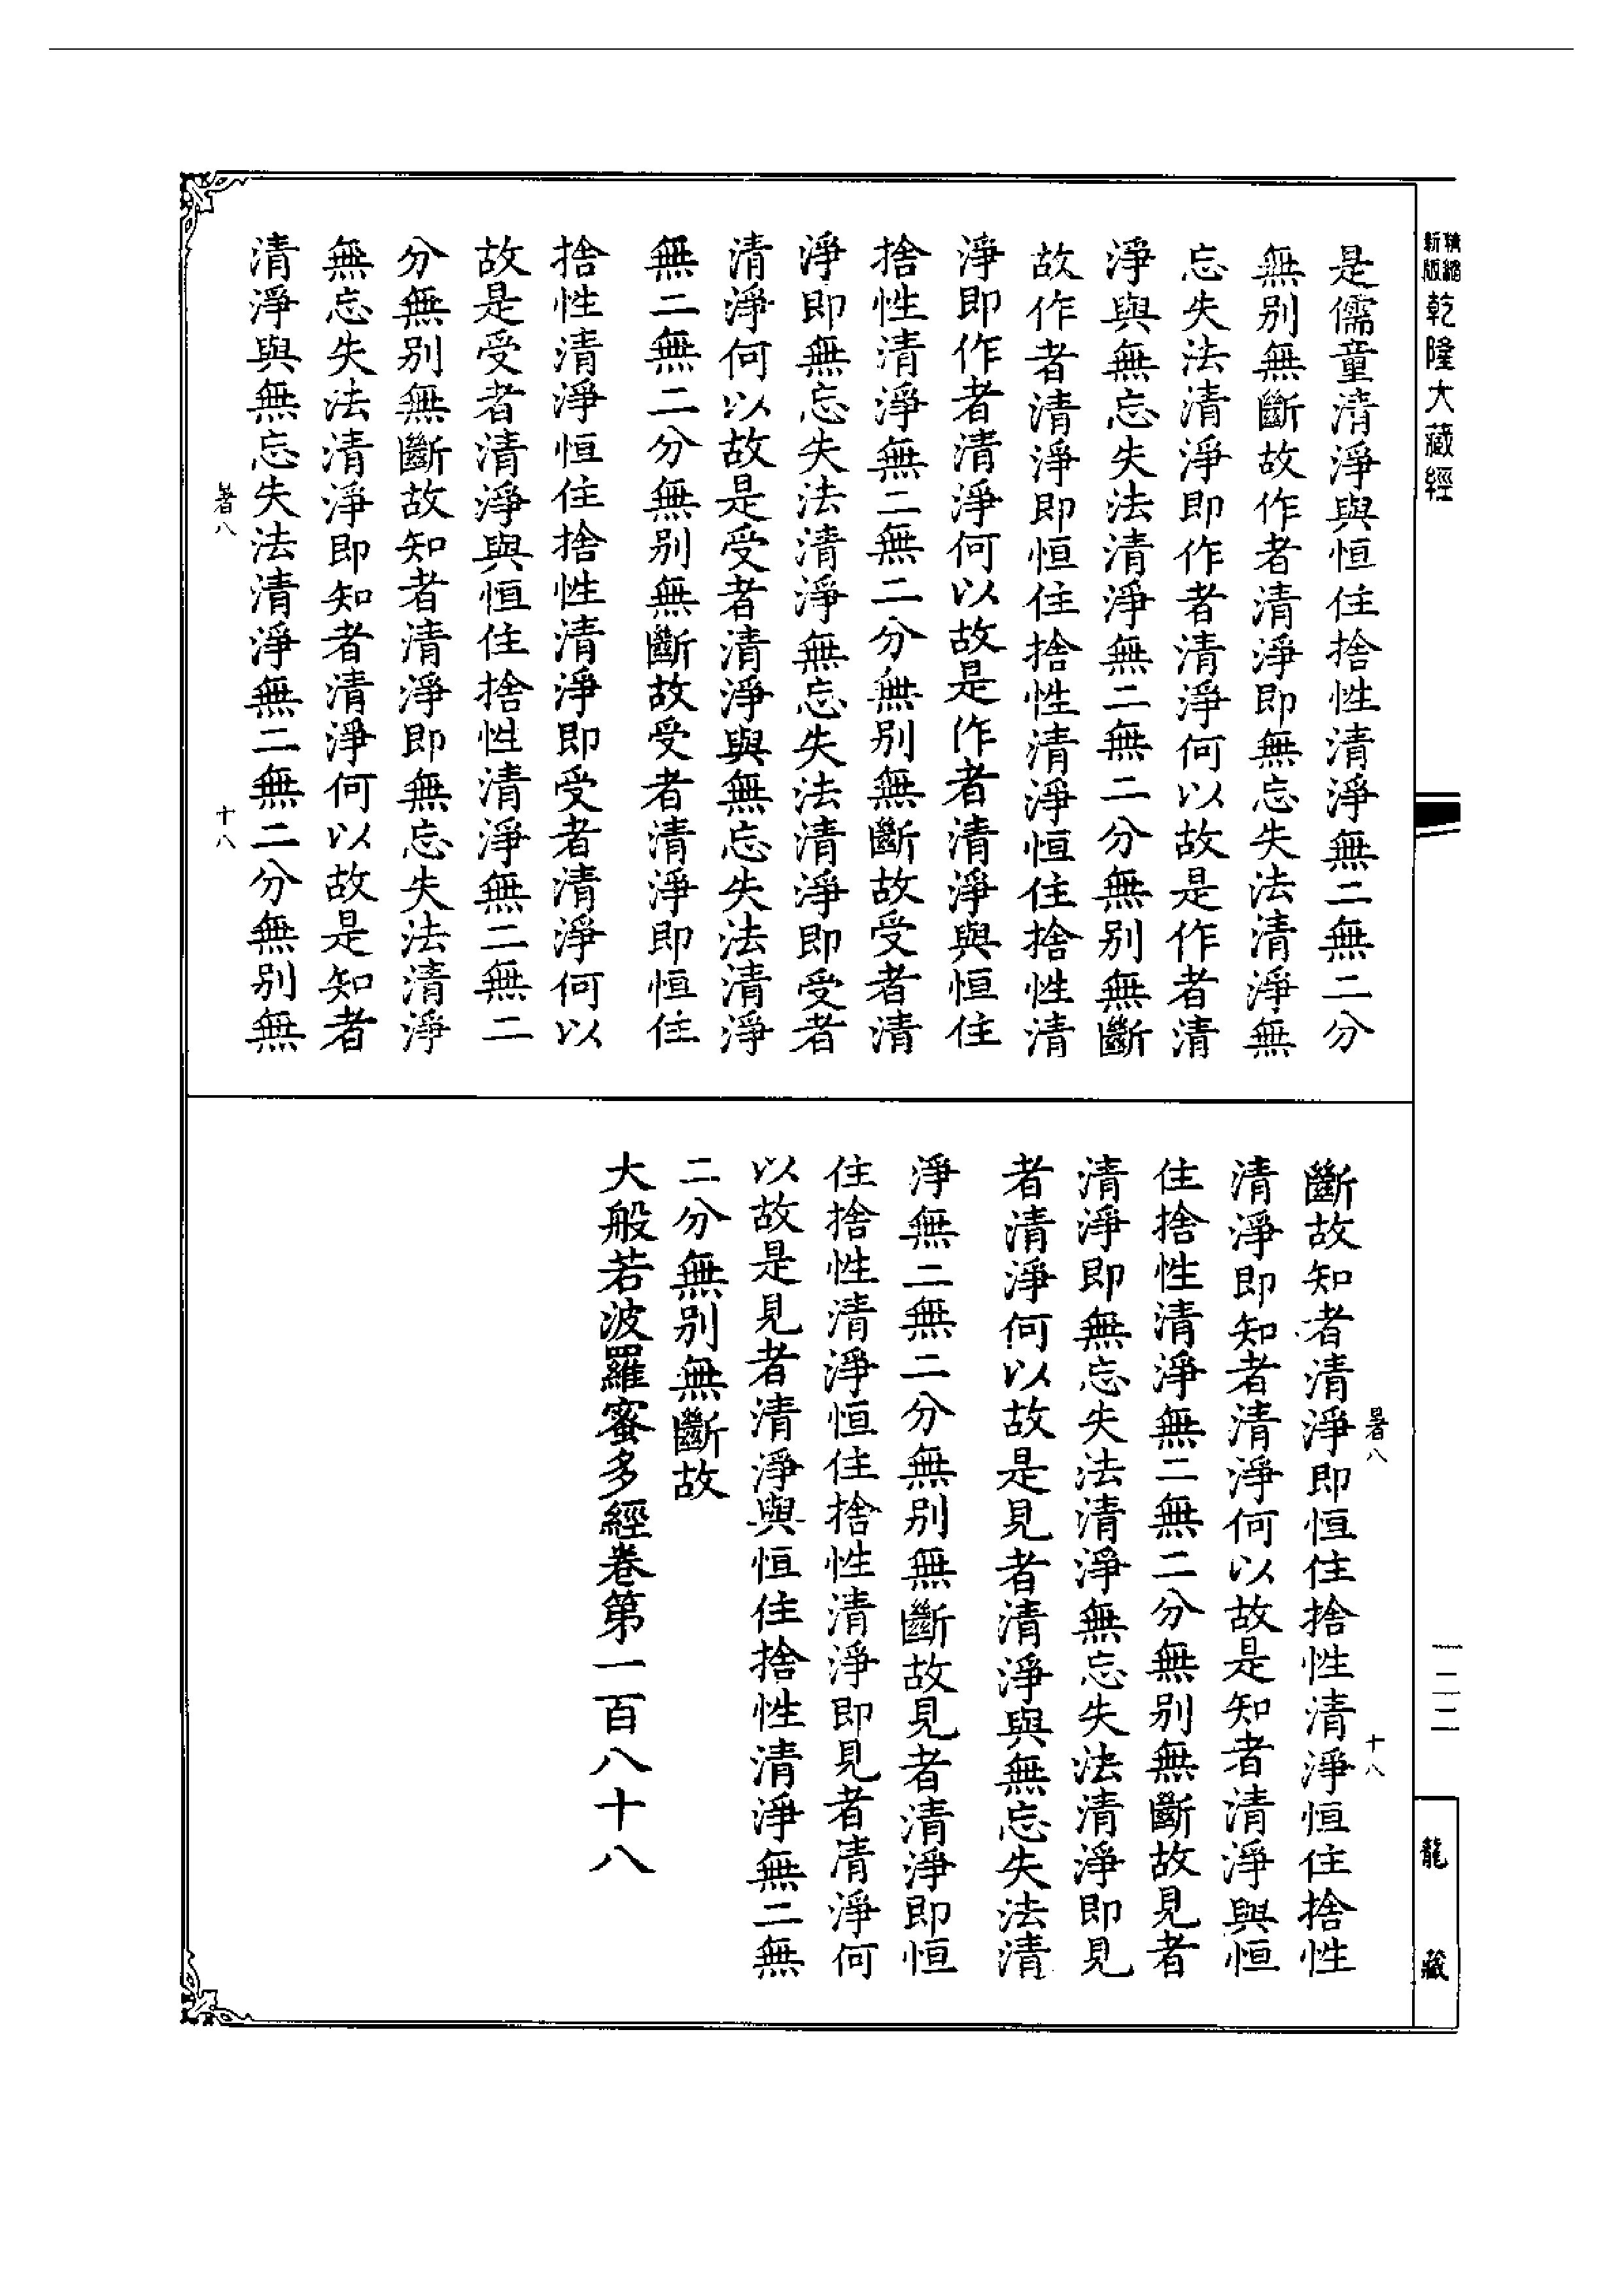 新版精縮乾隆大藏經
是儒童清淨與恒住捨性清淨無二無二分
無別無斷故作者清淨即無忘失法清淨無
忘失法清淨即作者清淨何以故是作者清
淨與無忘失法清淨無二無二分無別無斷
故作者清淨即恒住捨性清淨恒住捨性清
淨即作者清淨何以故是作者清淨與恒住
捨性清淨無二無二分無別無斷故受者清
淨即無忘失法清淨無忘失法清淨即受者
清淨何以故是受者清淨與無忘失法清淨
無二無二分無別無斷故受者清淨即恒住
捨性清淨恒住捨性清淨即受者清淨何以
故是受者清淨與恒住捨性清淨無二無二
分無別無斷故知者清淨即無忘失法清淨
無忘失法清淨即知者清淨何以故是知者
清淨與無忘失法清淨無二無二分無別無
暑八 十八
一二二
龍藏
暑八 十八
斷故知者清淨即恒住捨性清淨恒住捨性
清淨即知者清淨何以故是知者清淨與恒
住捨性清淨無二無二分無別無斷故見者
清淨即無忘失法清淨無忘失法清淨即見
者清淨何以故是見者清淨與無忘失法清
淨無二無二分無別無斷故見者清淨即恒
住捨性清淨恒住捨性清淨即見者清淨何
以故是見者清淨與恒住捨性清淨無二無
二分無別無斷故
大般若波羅蜜多經卷第一百八十八